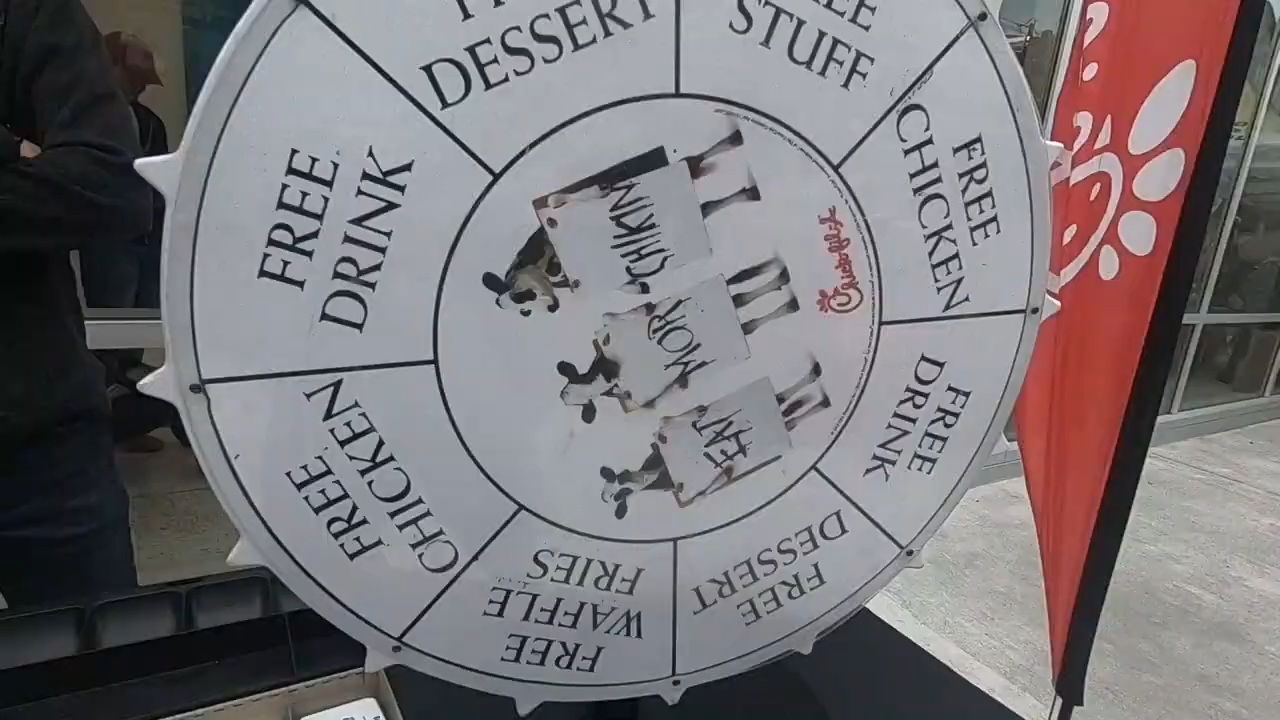 DESSERT
STUFF
FREE
CHICKEN
FREE
DRINK
FREE
DESSERT
FREE
WAFFLE
FRIES
FREE
CHICKEN
FREE
DRINK
EAT
MOR
CHIKIN
Chick-fil-A